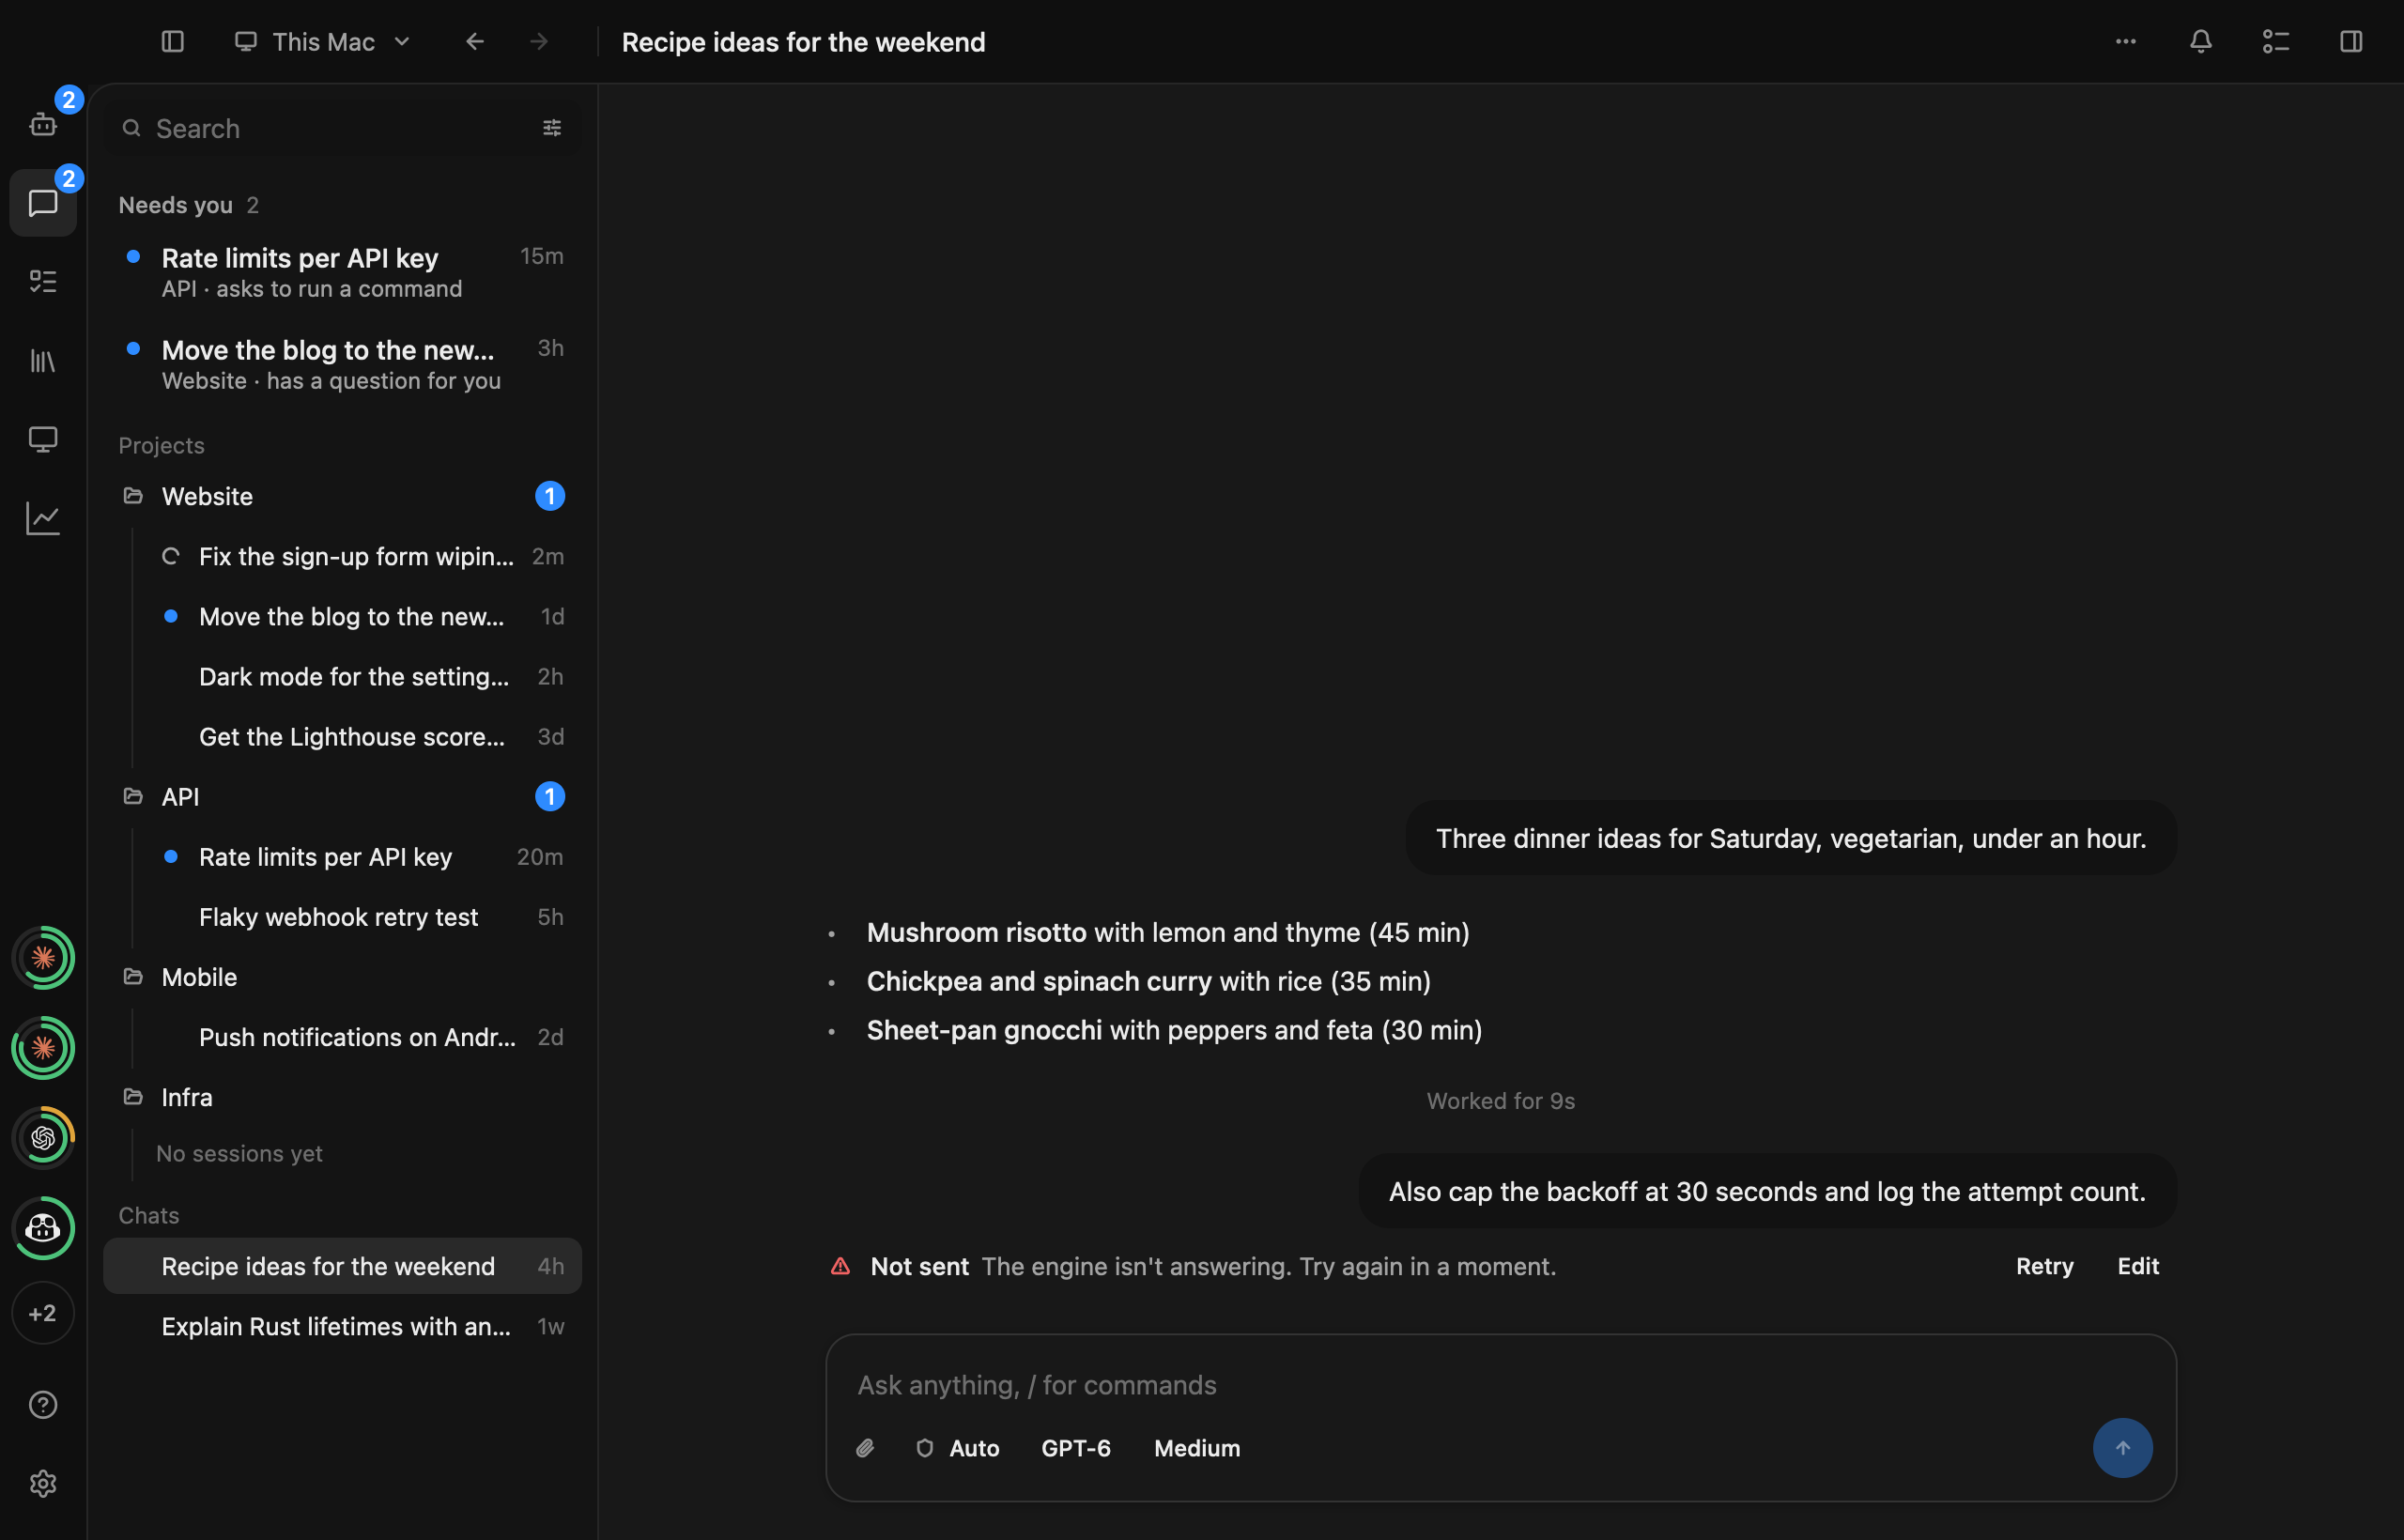 This Mac
Recipe ideas for the weekend
2
2
Search
Needs you 2
Rate limits per API key 15m
API · asks to run a command
Move the blog to the new... 3h
Website · has a question for you
Projects
Website 1
Fix the sign-up form wipin... 2m
Move the blog to the new... 1d
Dark mode for the setting... 2h
Get the Lighthouse score... 3d
API 1
Rate limits per API key 20m
Flaky webhook retry test 5h
Mobile
Push notifications on Andr... 2d
Infra
No sessions yet
Chats
Recipe ideas for the weekend 4h
Explain Rust lifetimes with an... 1w
+2
Three dinner ideas for Saturday, vegetarian, under an hour.
• Mushroom risotto with lemon and thyme (45 min)
• Chickpea and spinach curry with rice (35 min)
• Sheet-pan gnocchi with peppers and feta (30 min)
Worked for 9s
Also cap the backoff at 30 seconds and log the attempt count.
Not sent The engine isn't answering. Try again in a moment. Retry Edit
Ask anything, / for commands
Auto GPT-6 Medium